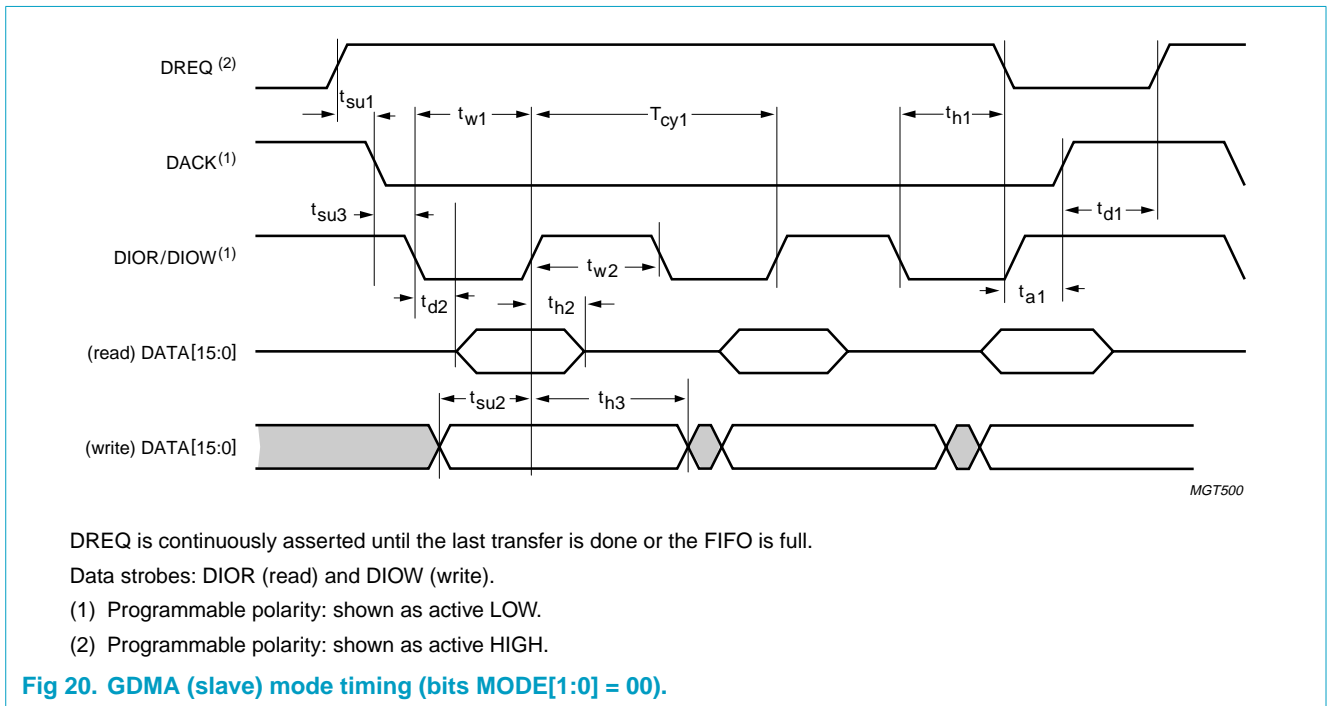 DREQ (2)
tsu1
tw1
Tcy1
th1
DACK(1)
tsu3
td1
DIOR/DIOW(1)
tw2
td2
th2
ta1
(read) DATA[15:0]
tsu2
th3
(write) DATA[15:0]
MGT500
DREQ is continuously asserted until the last transfer is done or the FIFO is full.
Data strobes: DIOR (read) and DIOW (write).
(1) Programmable polarity: shown as active LOW.
(2) Programmable polarity: shown as active HIGH.
Fig 20. GDMA (slave) mode timing (bits MODE[1:0] = 00).